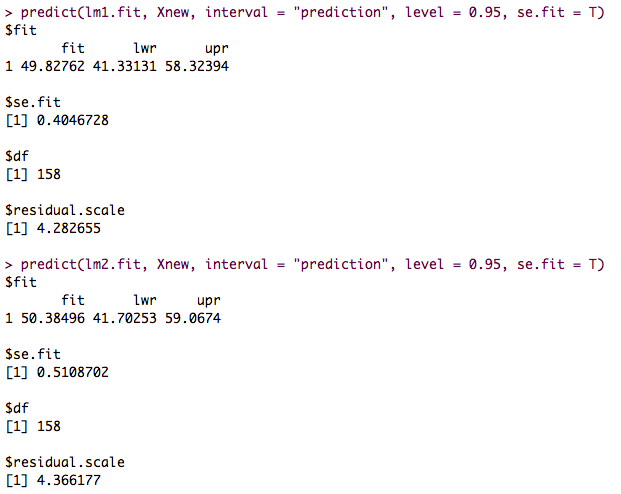 > predict(lm1.fit, Xnew, interval = "prediction", level = 0.95, se.fit = T)
$fit
fit lwr upr
1 49.82762 41.33131 58.32394
$se.fit
[1] 0.4046728
$df
[1] 158
$residual.scale
[1] 4.282655
> predict(lm2.fit, Xnew, interval = "prediction", level = 0.95, se.fit = T)
$fit
fit lwr upr
1 50.38496 41.70253 59.0674
$se.fit
[1] 0.5108702
$df
[1] 158
$residual.scale
[1] 4.366177